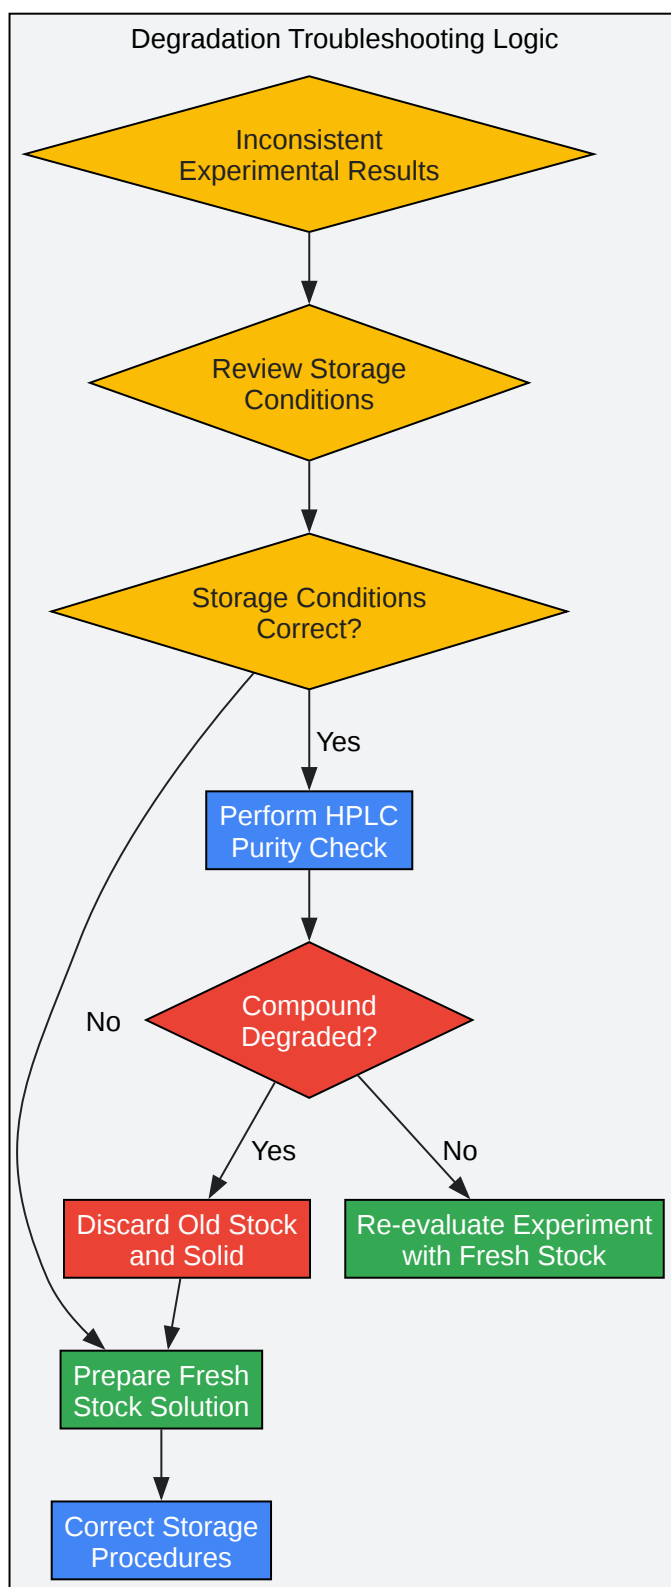 Degradation Troubleshooting Logic
Inconsistent
Experimental Results
Review Storage
Conditions
Storage Conditions
Correct?
Yes
Perform HPLC
Purity Check
No
Compound
Degraded?
Yes
No
Discard Old Stock
and Solid
Re-evaluate Experiment
with Fresh Stock
Prepare Fresh
Stock Solution
Correct Storage
Procedures